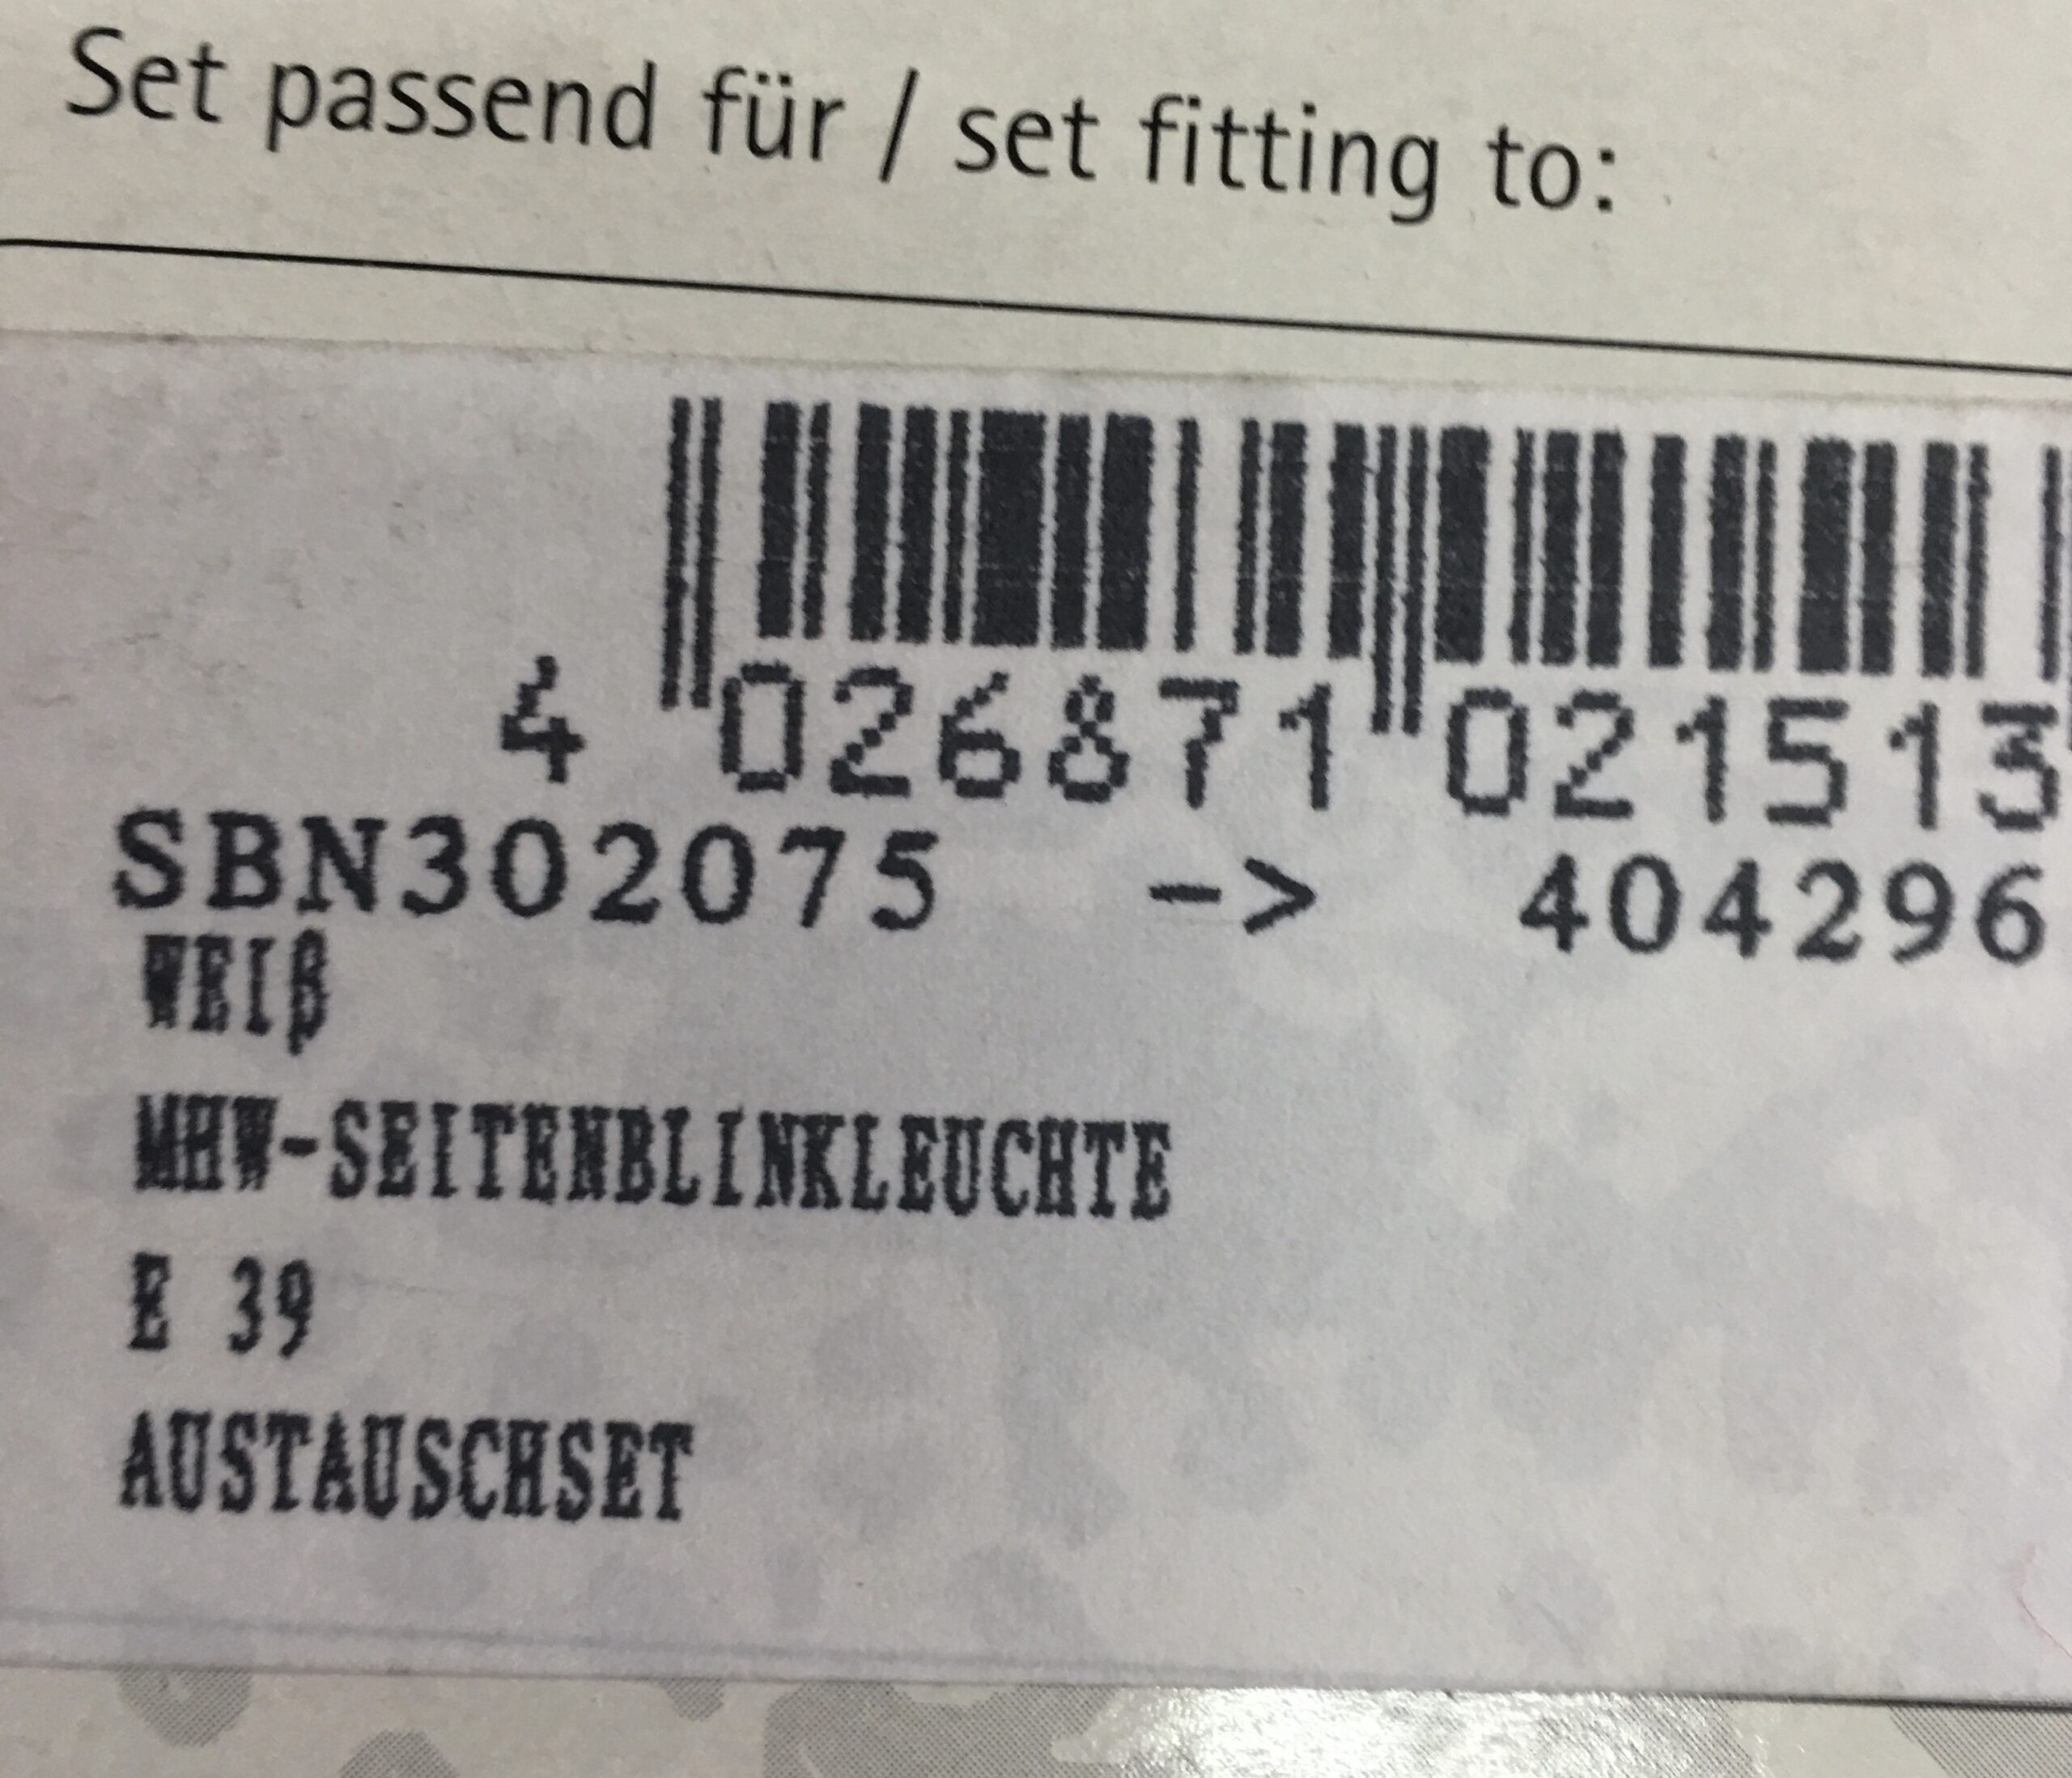 Set passend für / set fitting to:
4 026871 021513
SBN302075 -> 404296
WEIß
MHW-SEITENBLINKLEUCHTE
E 39
AUSTAUSCHSET